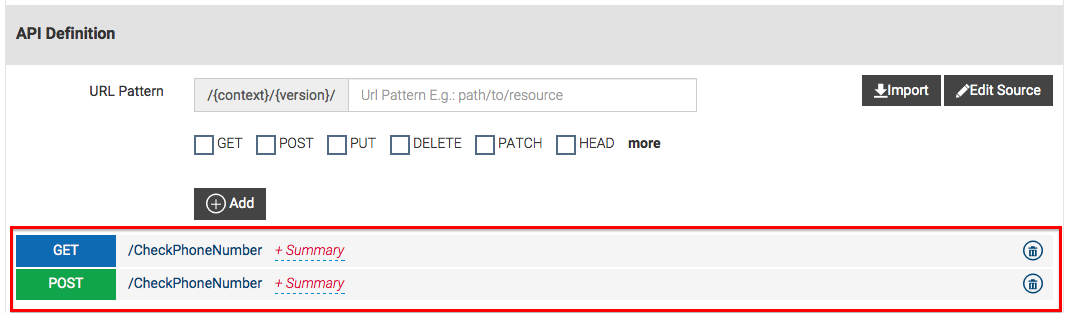 API Definition
URL Pattern /{context}/{version}/ Url Pattern E.g.: path/to/resource Import Edit Source
GET POST PUT DELETE PATCH HEAD more
Add
GET /CheckPhoneNumber + Summary
POST /CheckPhoneNumber + Summary